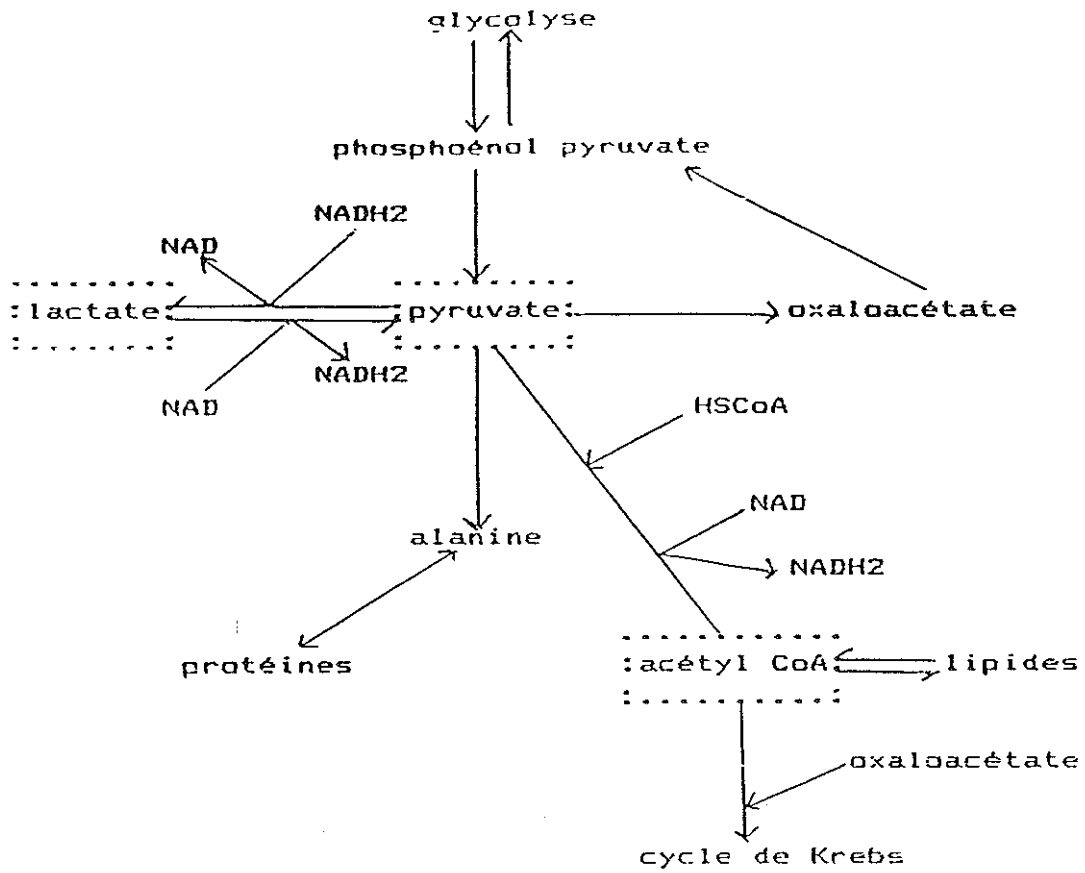 glycolyse
phosphoénol pyruvate
NADH2
NAD
lactate
pyruvate
oxaloacétate
NADH2
NAD
HSCoA
NAD
alanine
NADH2
protéines
acétyl CoA
lipides
oxaloacétate
cycle de Krebs